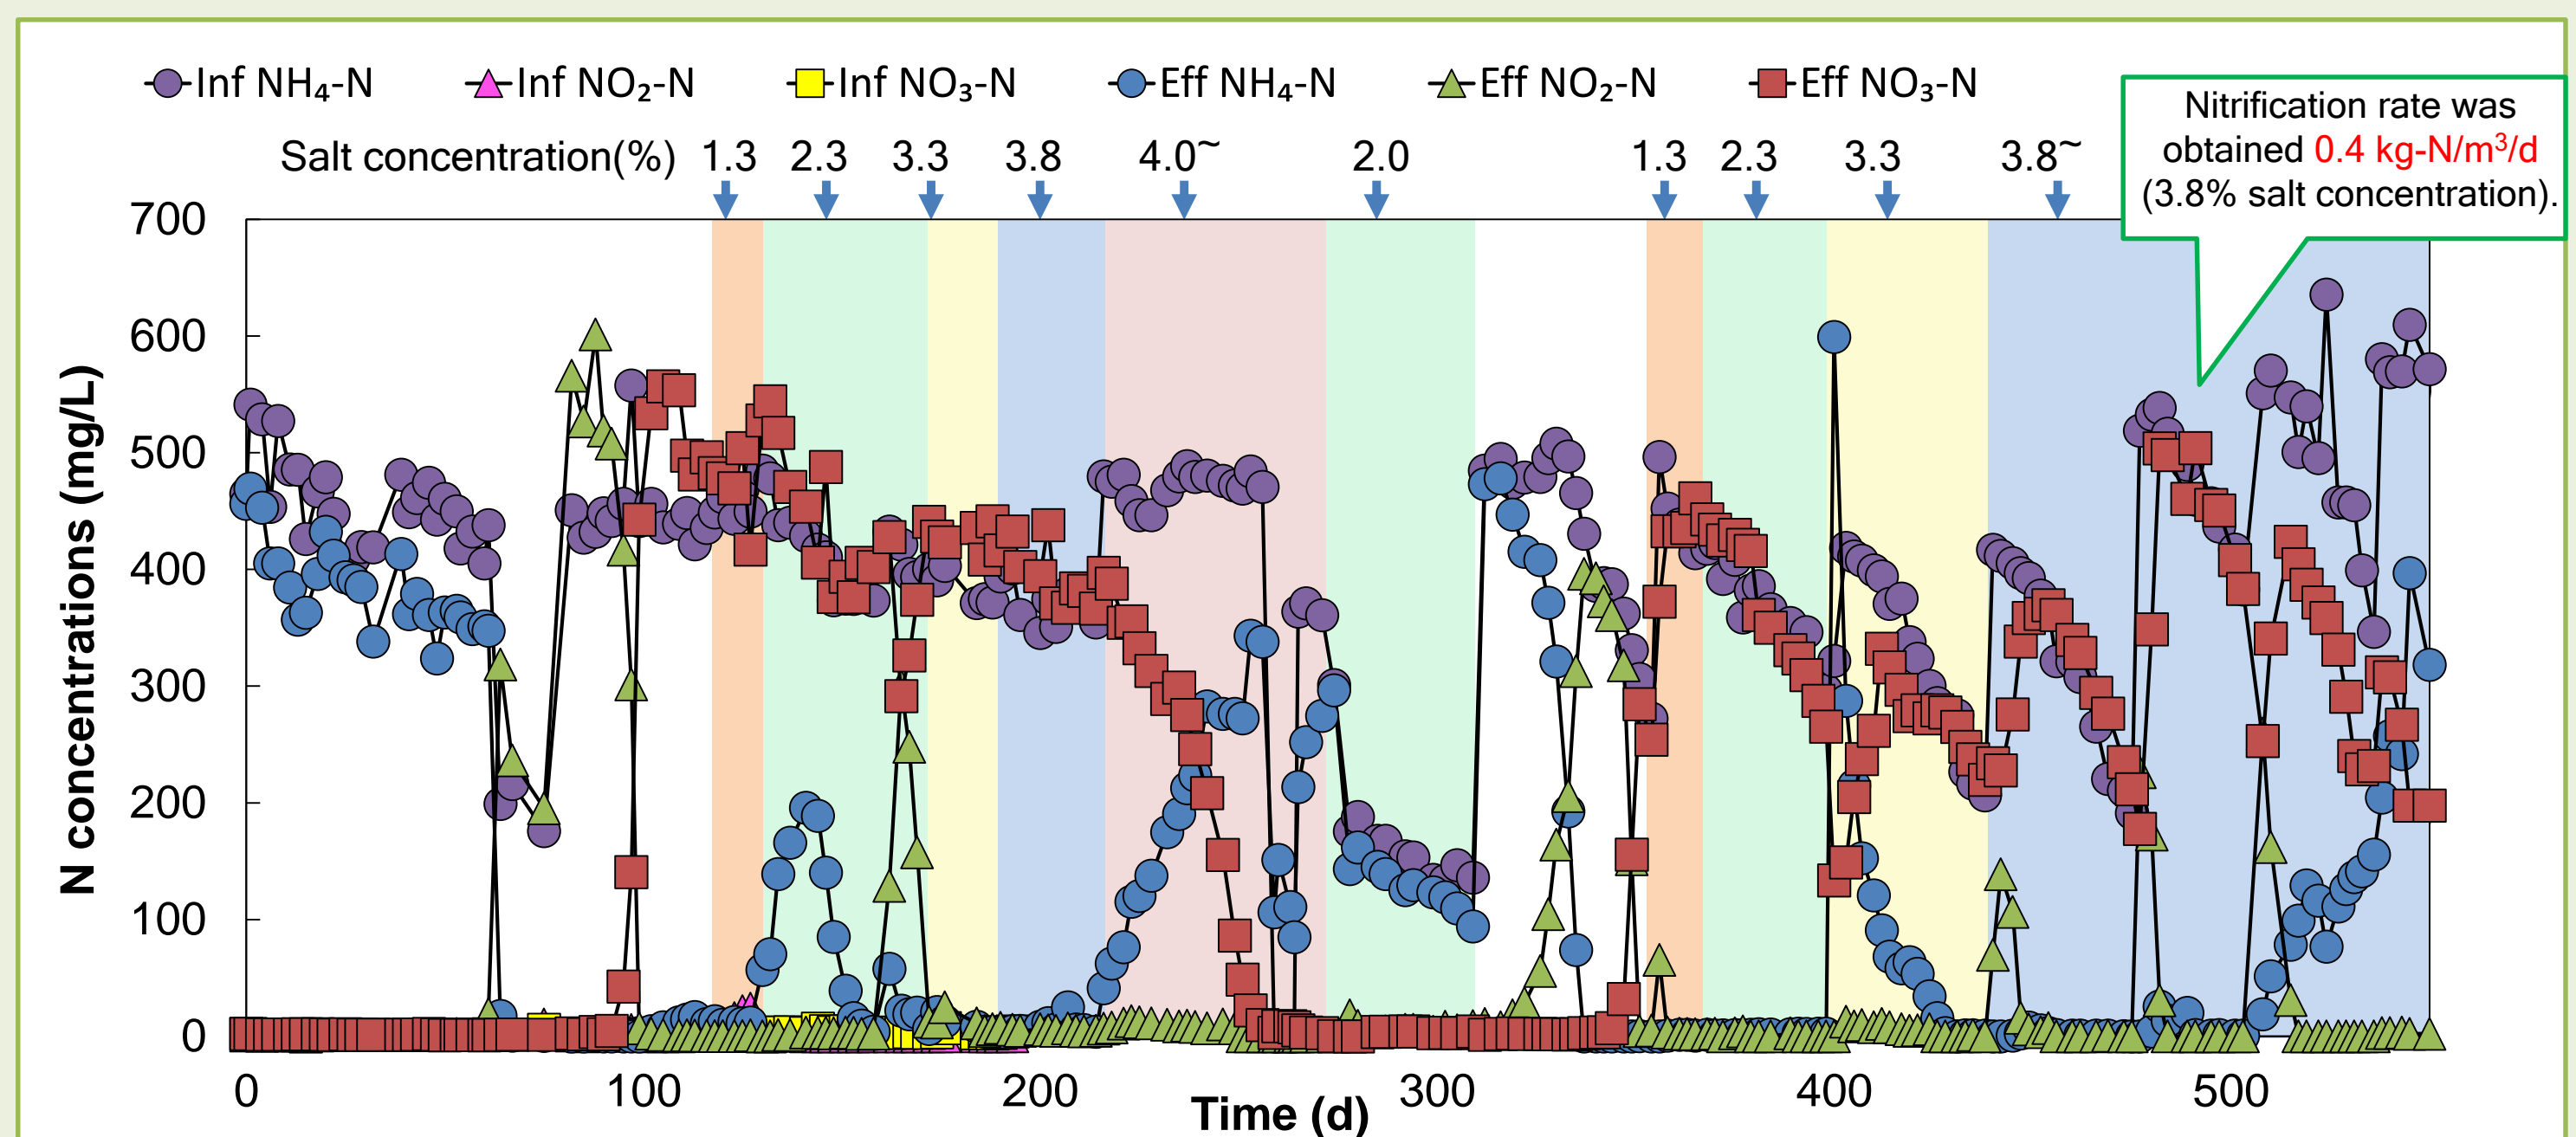 Inf NH₄-N Inf NO₂-N Inf NO₃-N Eff NH₄-N Eff NO₂-N Eff NO₃-N
Nitrification rate was
obtained 0.4 kg-N/m³/d
(3.8% salt concentration).
Salt concentration(%) 1.3 2.3 3.3 3.8 4.0~ 2.0 1.3 2.3 3.3 3.8~
N concentrations (mg/L)
700
600
500
400
300
200
100
0
0 100 200 300 400 500
Time (d)